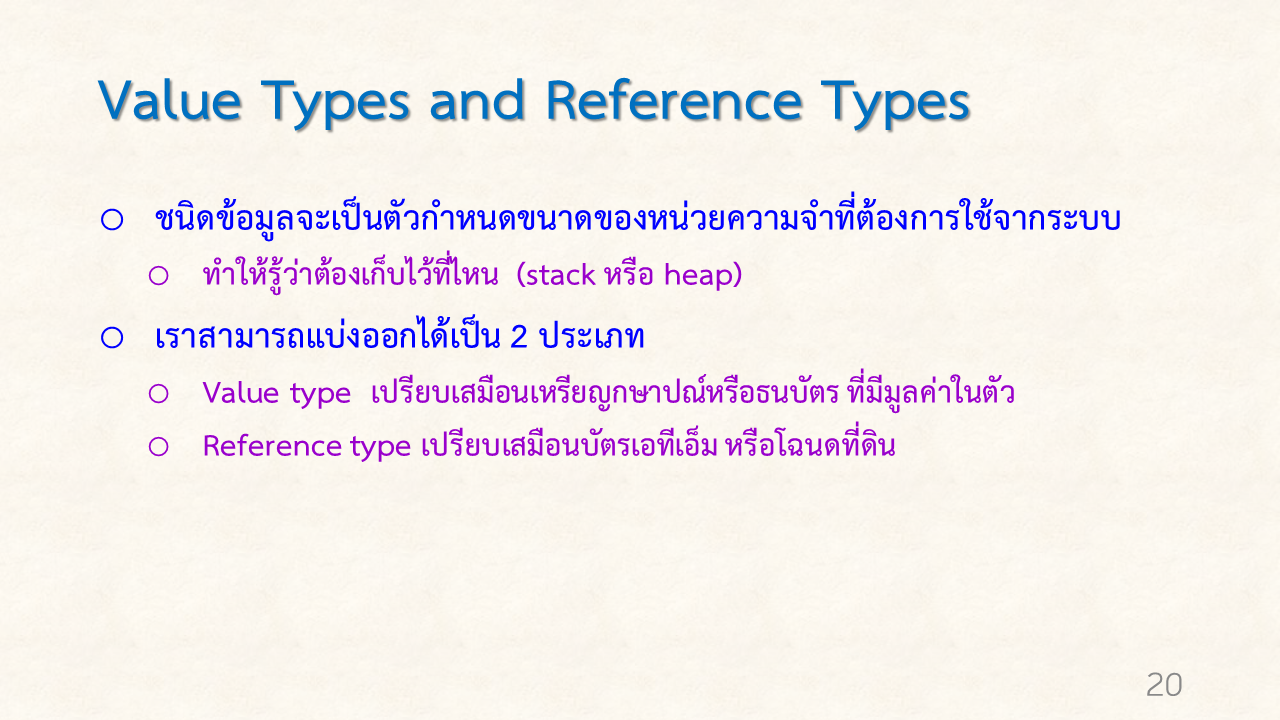 Value Types and Reference Types
ชนิดข้อมูลจะเป็นตัวกำหนดขนาดของหน่วยความจำที่ต้องการใช้จากระบบ
ทำให้รู้ว่าต้องเก็บไว้ที่ไหน (stack หรือ heap)
เราสามารถแบ่งออกได้เป็น 2 ประเภท
Value type เปรียบเสมือนเหรียญกษาปณ์หรือธนบัตร ที่มีมูลค่าในตัว
Reference type เปรียบเสมือนบัตรเอทีเอ็ม หรือโฉนดที่ดิน
20